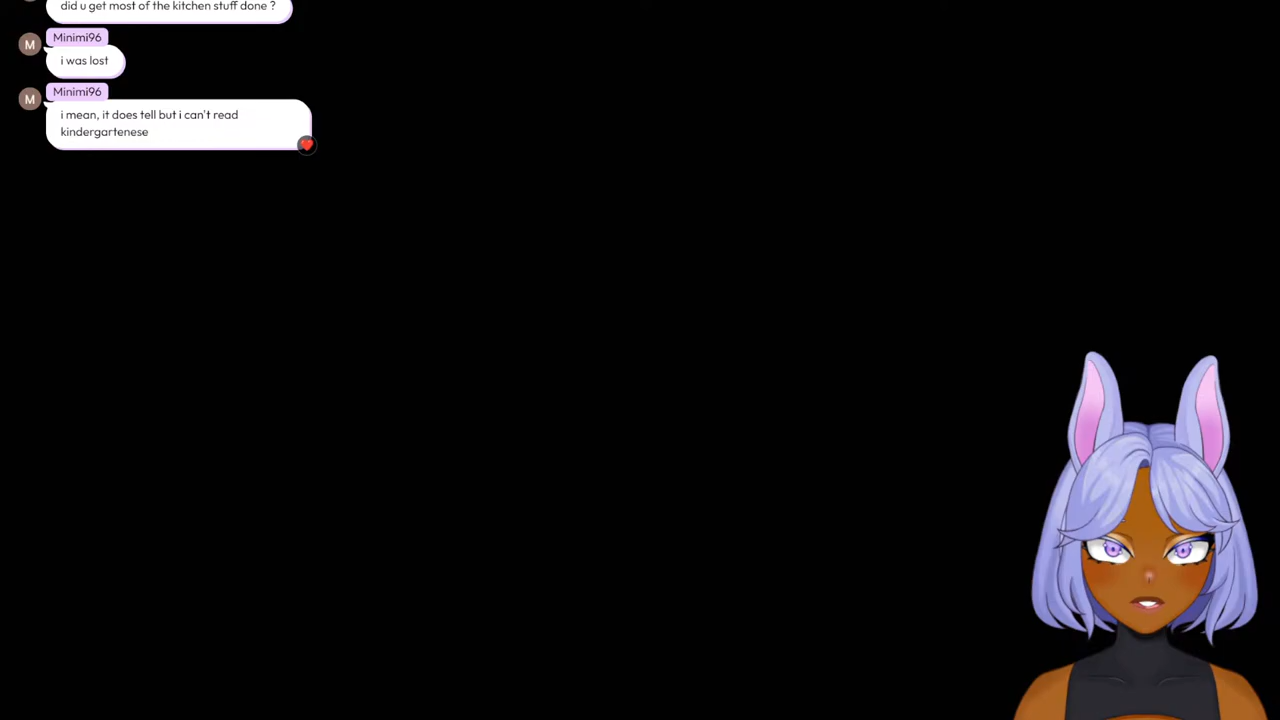 did u get most of the kitchen stuff done ?
M
Minimi96
i was lost
M
Minimi96
i mean, it does tell but i can't read
kindergartenese